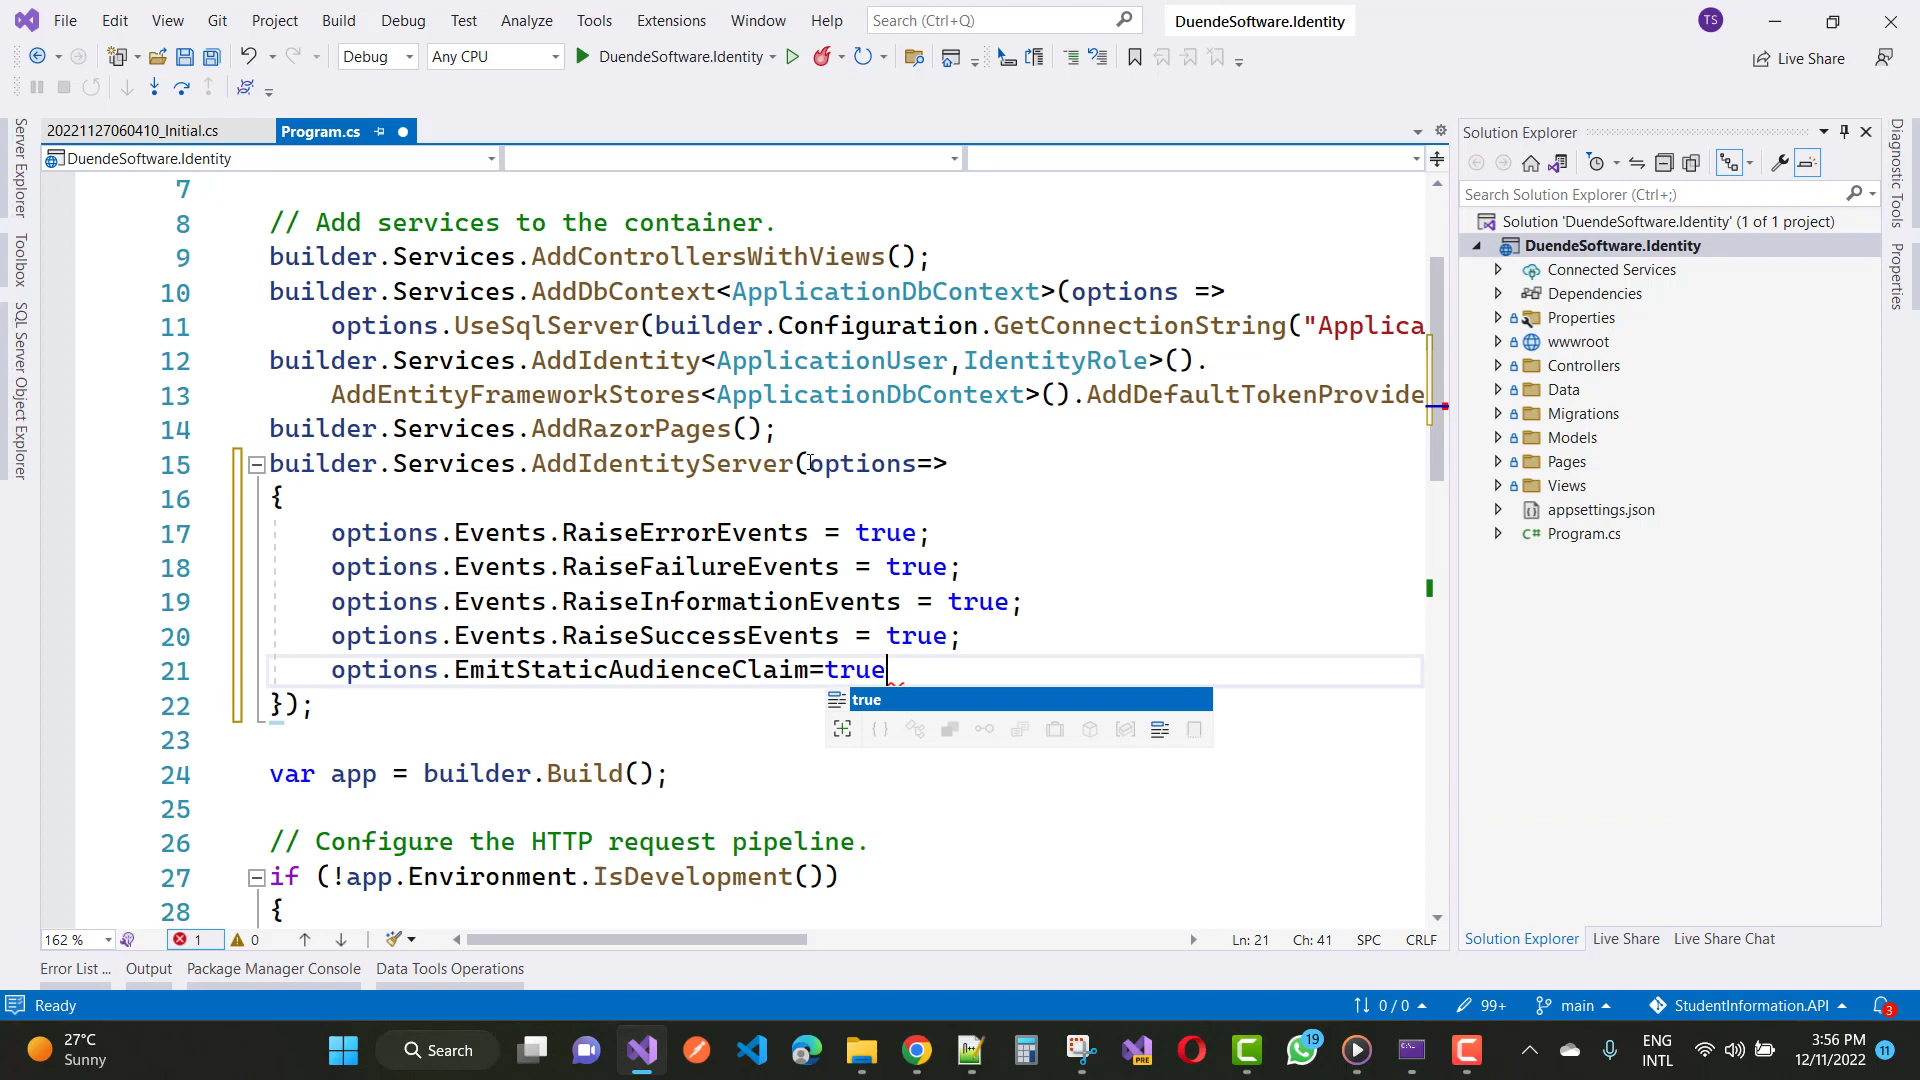 File Edit View Git Project Build Debug Test Analyze Tools Extensions Window Help Search (Ctrl+Q) DuendeSoftware.Identity TS
Debug Any CPU DuendeSoftware.Identity Live Share
20221127060410_Initial.cs Program.cs
DuendeSoftware.Identity
7
8 // Add services to the container.
9 builder.Services.AddControllersWithViews();
10 builder.Services.AddDbContext<ApplicationDbContext>(options =>
11 options.UseSqlServer(builder.Configuration.GetConnectionString("Applica
12 builder.Services.AddIdentity<ApplicationUser,IdentityRole>().
13 AddEntityFrameworkStores<ApplicationDbContext>().AddDefaultTokenProvide
14 builder.Services.AddRazorPages();
15 builder.Services.AddIdentityServer(options=>
16 {
17 options.Events.RaiseErrorEvents = true;
18 options.Events.RaiseFailureEvents = true;
19 options.Events.RaiseInformationEvents = true;
20 options.Events.RaiseSuccessEvents = true;
21 options.EmitStaticAudienceClaim=true
true
22 });
23
24 var app = builder.Build();
25
26 // Configure the HTTP request pipeline.
27 if (!app.Environment.IsDevelopment())
28 {
162 % 1 0 Ln: 21 Ch: 41 SPC CRLF
Error List ... Output Package Manager Console Data Tools Operations
Server Explorer
Toolbox
SQL Server Object Explorer
Solution Explorer
Search Solution Explorer (Ctrl+;)
Solution 'DuendeSoftware.Identity' (1 of 1 project)
DuendeSoftware.Identity
Connected Services
Dependencies
Properties
wwwroot
Controllers
Data
Migrations
Models
Pages
Views
appsettings.json
C# Program.cs
Solution Explorer Live Share Live Share Chat
Diagnostic Tools
Properties
Ready 0 / 0 99+ main StudentInformation.API 3
27°C
Sunny
Search
PRE
19
ENG
INTL
3:56 PM
12/11/2022
11